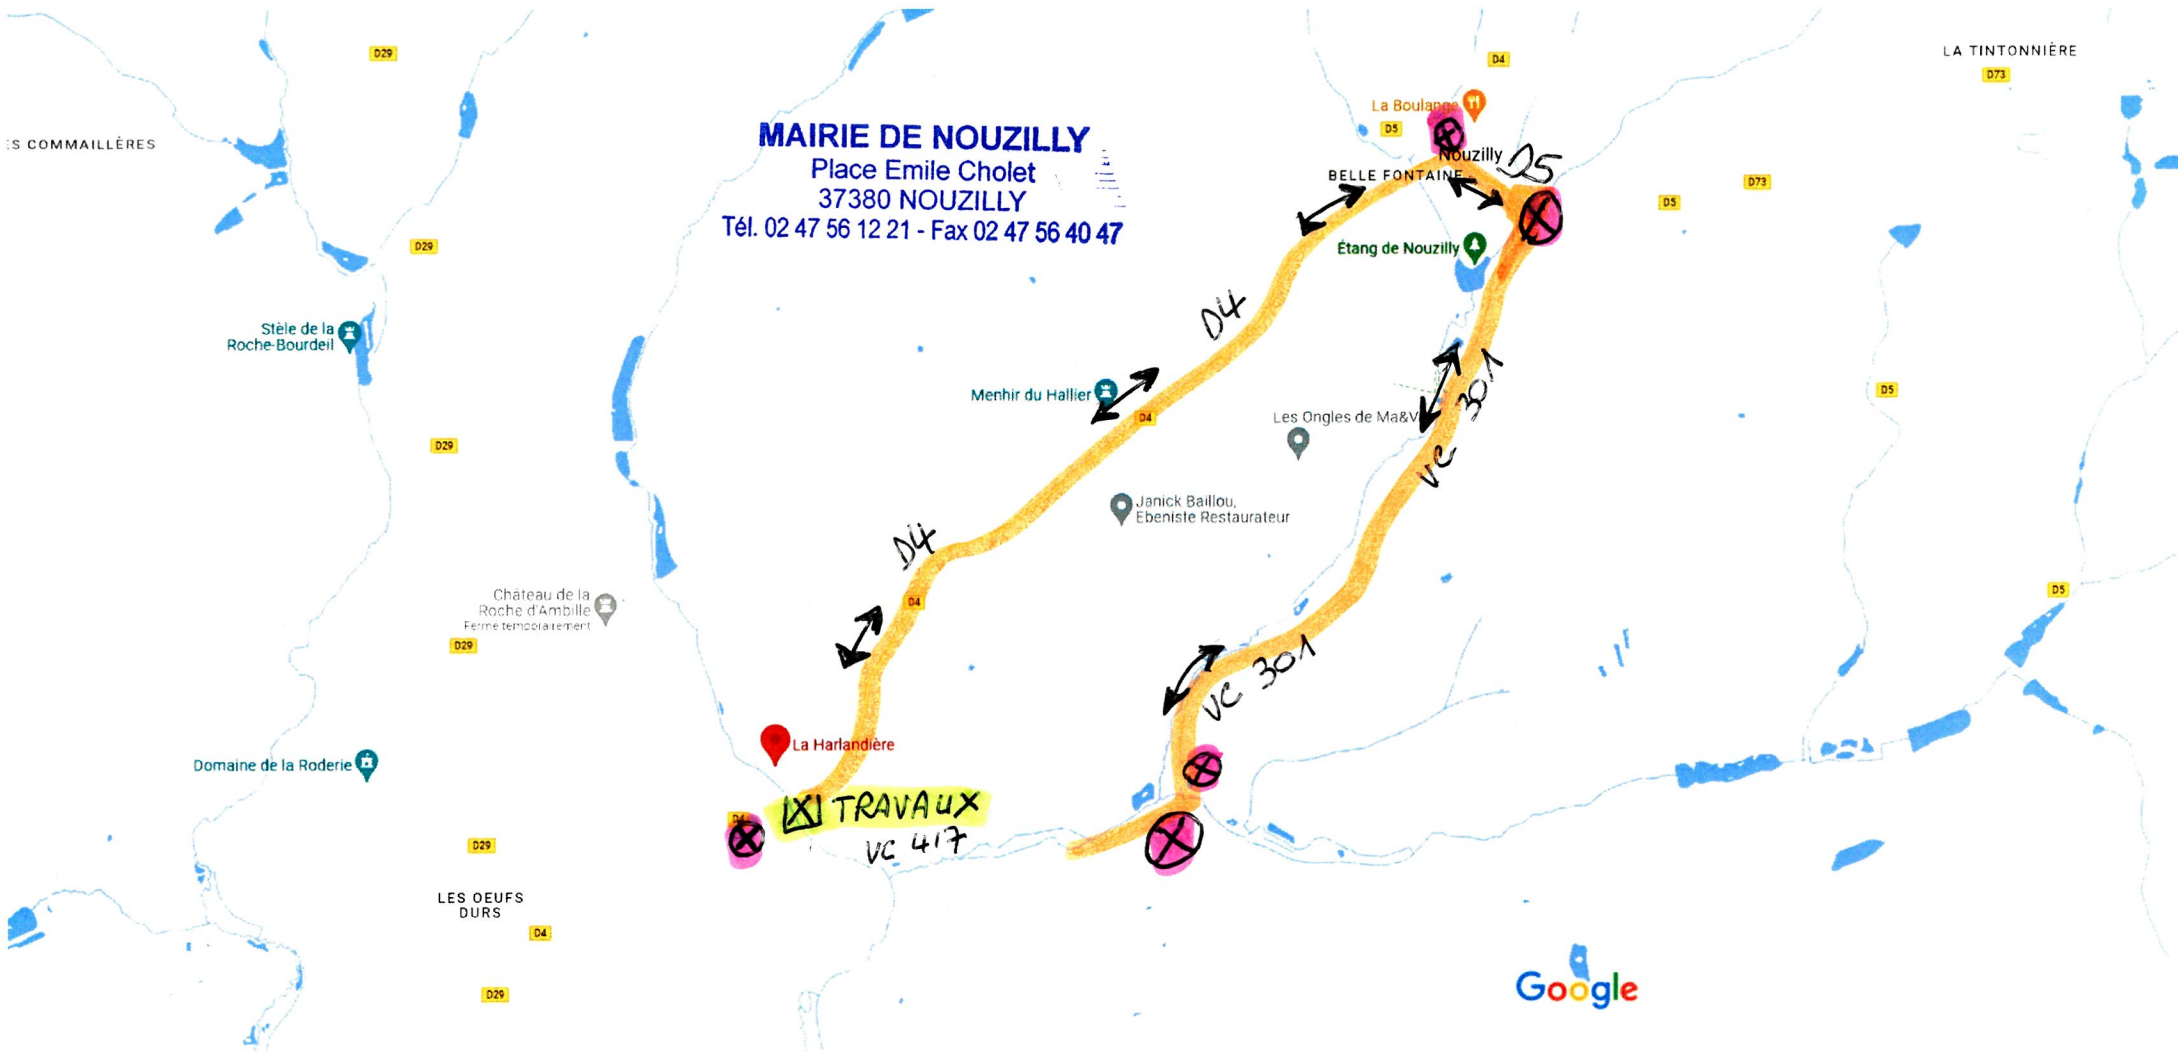 D29
D4
LA TINTONNIÈRE
D73
La Boulange
D5
MAIRIE DE NOUZILLY
Place Emile Cholet
37380 NOUZILLY
Tél. 02 47 56 12 21 - Fax 02 47 56 40 47
ES COMMAILLÈRES
Nouzilly
D5
BELLE FONTAINE
D73
D5
D29
Étang de Nouzilly
Stèle de la
Roche-Bourdeil
D4
Menhir du Hallier
D4
D5
Les Ongles de Ma&V
VC 301
D29
Janick Baillou,
Ebeniste Restaurateur
D4
Château de la
Roche d'Ambille
Fermé temporairement
D4
D5
D29
VC 301
La Harlandière
Domaine de la Roderie
TRAVAUX
D4
VC 417
D29
LES OEUFS
DURS
D4
D29
Google